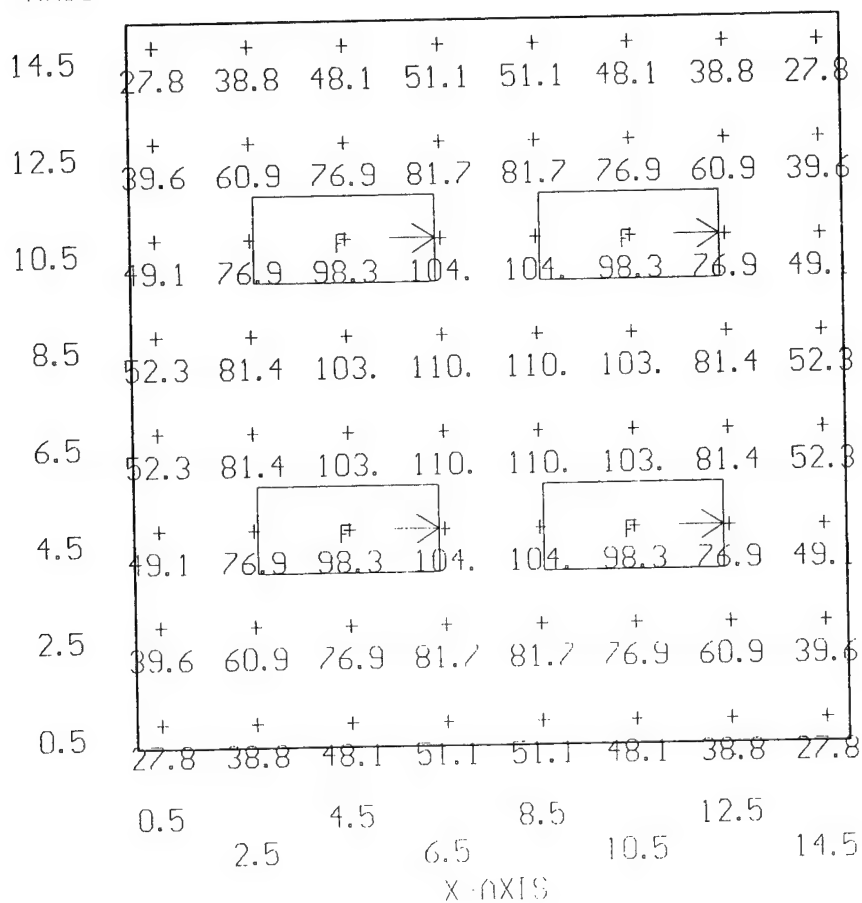 14.5 27.8 38.8 48.1 51.1 51.1 48.1 38.8 27.8
12.5 39.6 60.9 76.9 81.7 81.7 76.9 60.9 39.6
F F
10.5 49.1 76.9 98.3 104. 104. 98.3 76.9 49.1
8.5 52.3 81.4 103. 110. 110. 103. 81.4 52.3
6.5 52.3 81.4 103. 110. 110. 103. 81.4 52.3
F F
4.5 49.1 76.9 98.3 104. 104. 98.3 76.9 49.1
2.5 39.6 60.9 76.9 81.7 81.7 76.9 60.9 39.6
0.5 27.8 38.8 48.1 51.1 51.1 48.1 38.8 27.8
0.5 4.5 8.5 12.5
2.5 6.5 10.5 14.5
X-AXIS